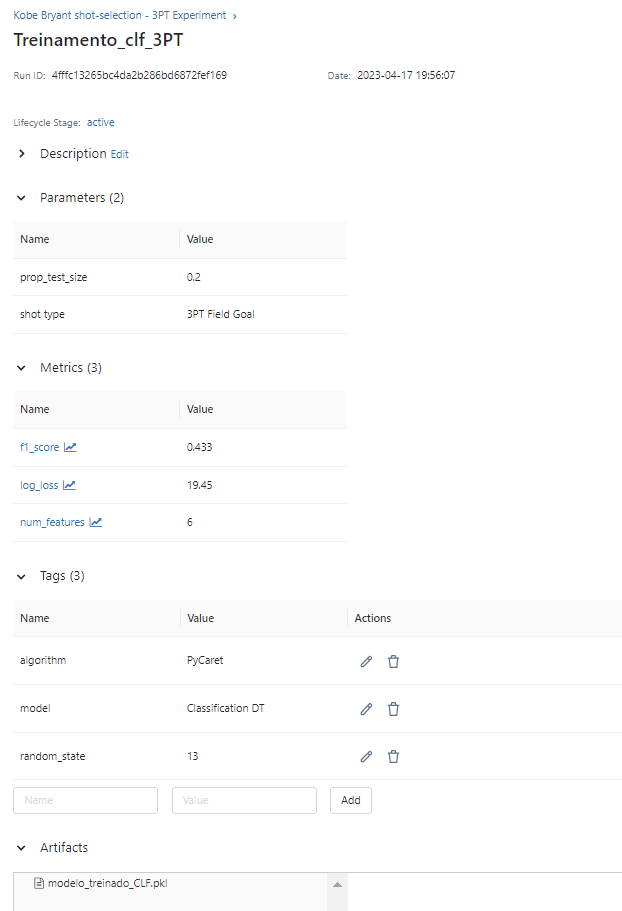 Kobe Bryant shot-selection - 3PT Experiment >
Treinamento_clf_3PT
Run ID: 4fffc13265bc4da2b286bd6872fef169 Date: 2023-04-17 19:56:07
Lifecycle Stage: active
Description Edit
Parameters (2)
Name Value
prop_test_size 0.2
shot type 3PT Field Goal
Metrics (3)
Name Value
f1_score 0.433
log_loss 19.45
num_features 6
Tags (3)
Name Value Actions
algorithm PyCaret
model Classification DT
random_state 13
Name Value Add
Artifacts
modelo_treinado_CLF.pkl